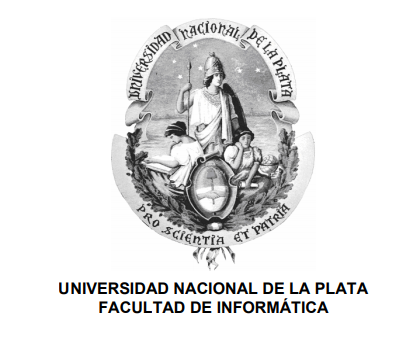 UNIVERSIDAD NACIONAL DE LA PLATA
PRO SCIENTIA ET PATRIA
UNIVERSIDAD NACIONAL DE LA PLATA
FACULTAD DE INFORMÁTICA